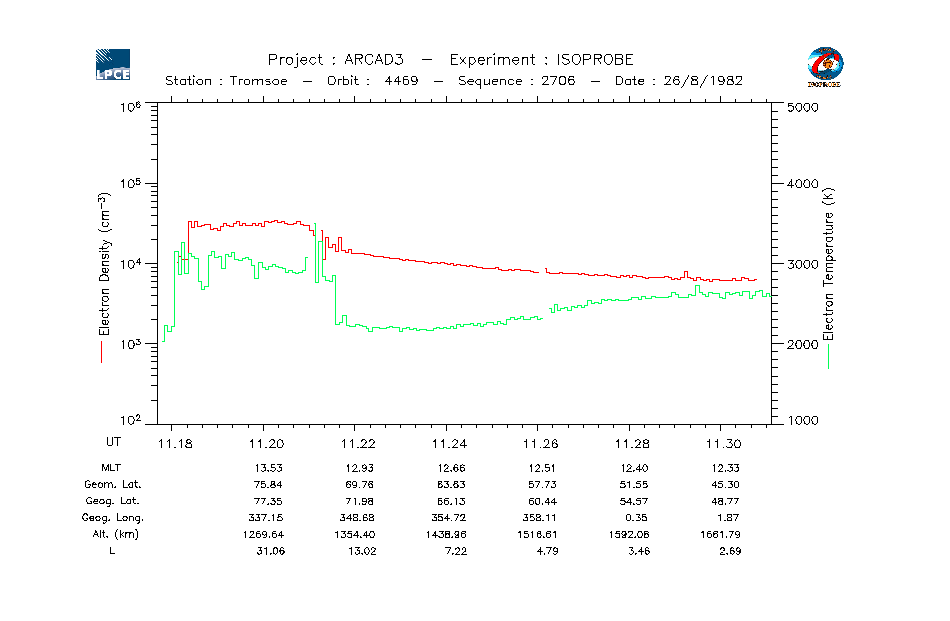 LPCE
Project : ARCAD3 – Experiment : ISOPROBE
ISOPROBE
Station : Tromsoe – Orbit : 4469 – Sequence : 2706 – Date : 26/8/1982
10⁶ 5000
10⁵ 4000
10⁴ 3000
10³ 2000
10² 1000
Electron Density (cm⁻³)
Electron Temperature (K)
UT 11.18 11.20 11.22 11.24 11.26 11.28 11.30
MLT 13.53 12.93 12.66 12.51 12.40 12.33
Geom. Lat. 75.84 69.76 63.63 57.73 51.55 45.30
Geog. Lat. 77.35 71.98 66.13 60.44 54.57 48.77
Geog. Long. 337.15 348.68 354.72 358.11 0.35 1.87
Alt. (km) 1269.64 1354.40 1438.96 1516.61 1592.06 1661.79
L 31.06 13.02 7.22 4.79 3.46 2.69